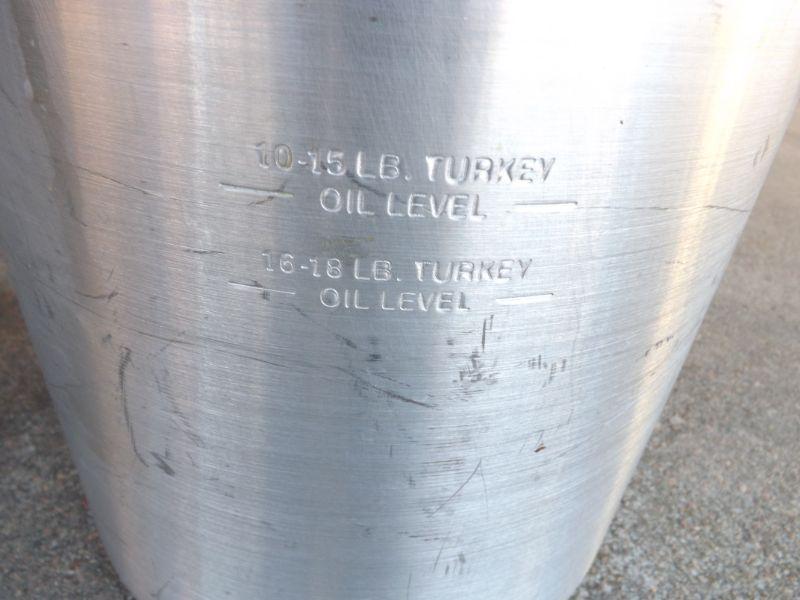 10-15 LB. TURKEY
OIL LEVEL
16-18 LB. TURKEY
OIL LEVEL